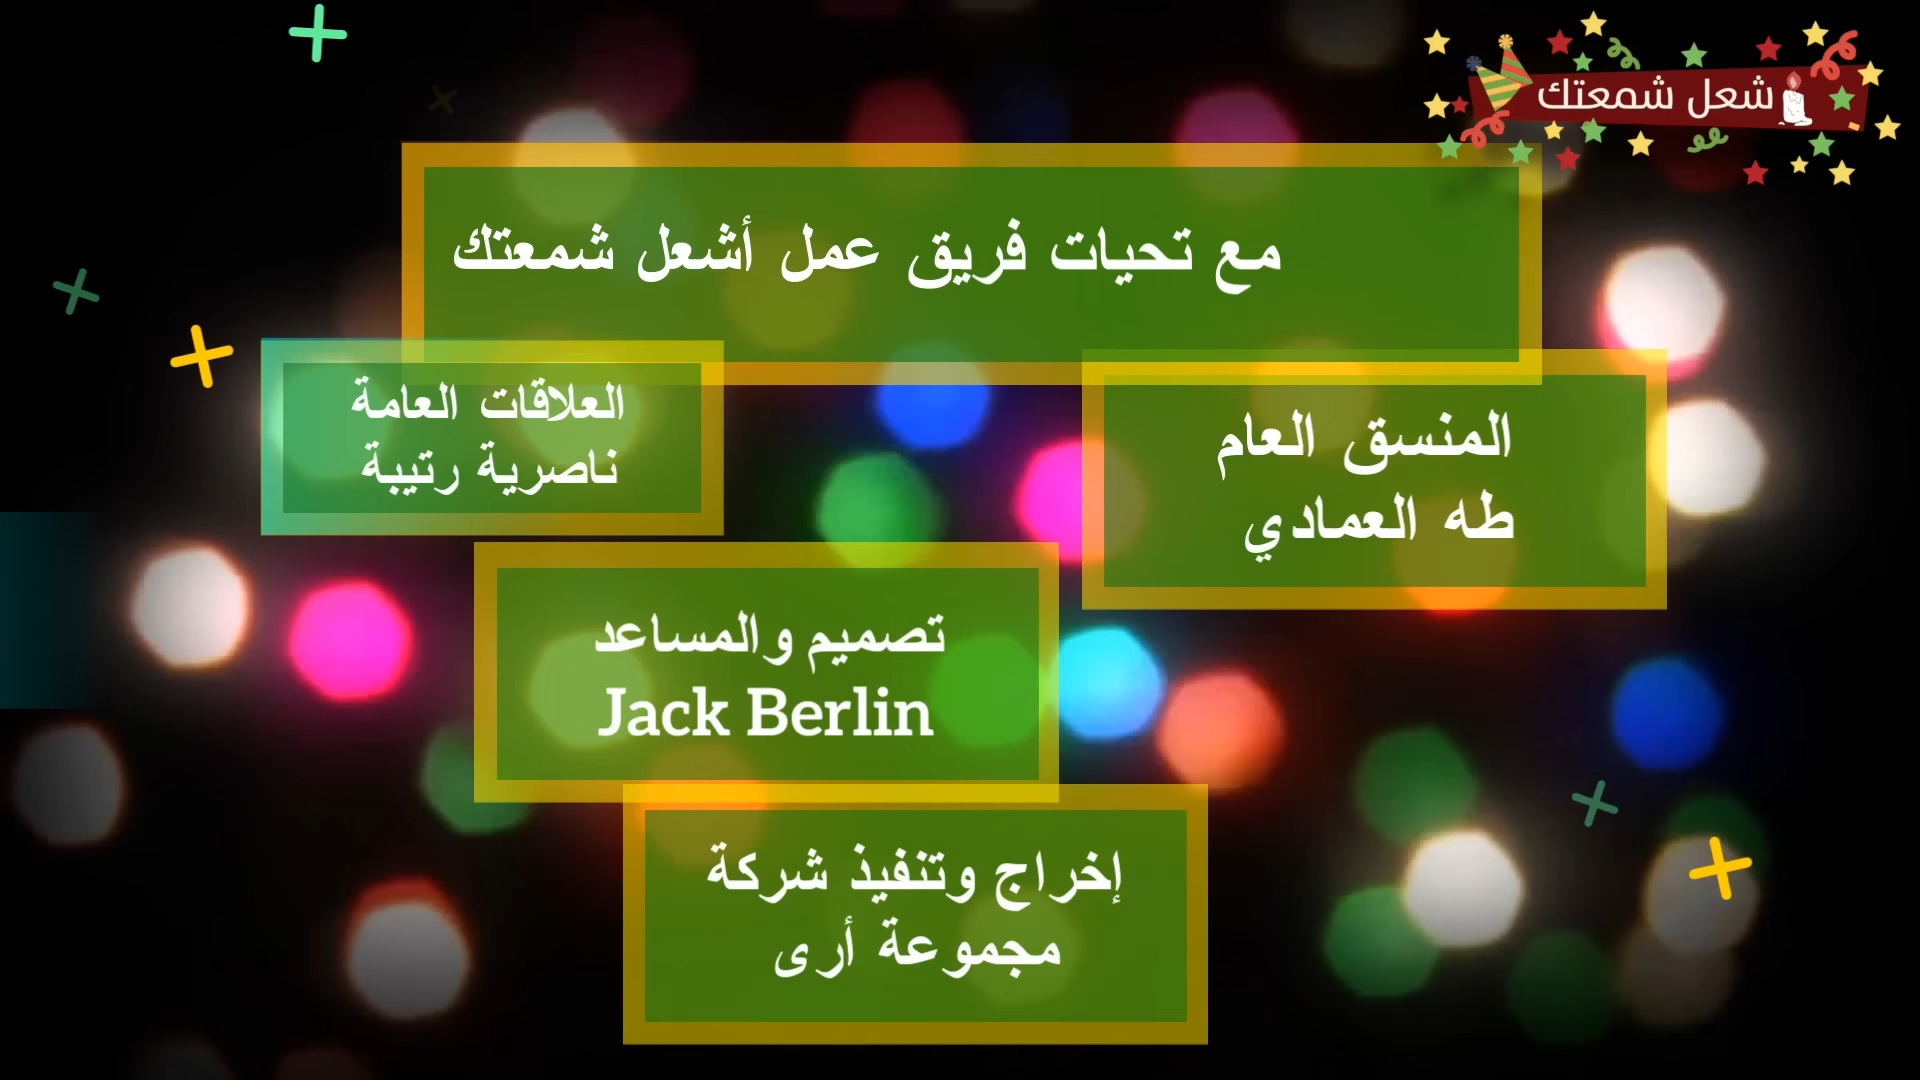 شعل شمعتك
مع تحيات فريق عمل أشعل شمعتك
المنسق العام
طه العمادي
العلاقات العامة
ناصرية رتيبة
تصميم والمساعد
Jack Berlin
إخراج وتنفيذ شركة
مجموعة أرى